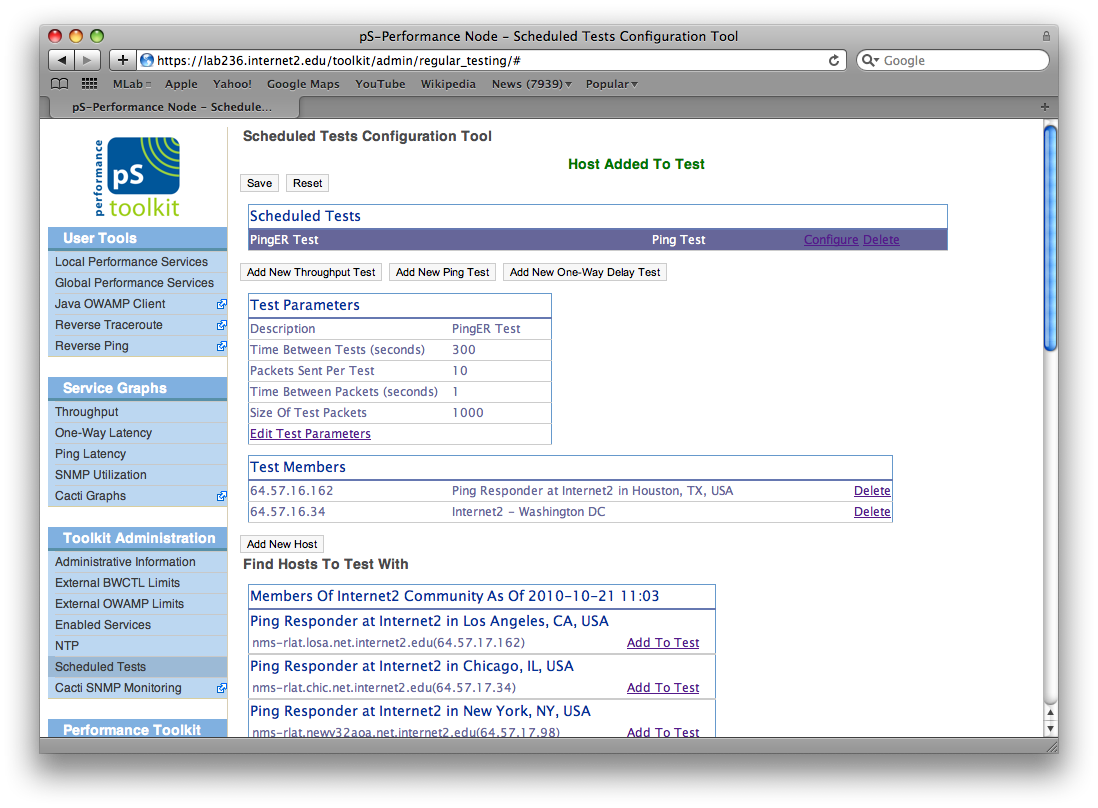 pS-Performance Node - Scheduled Tests Configuration Tool
https://lab236.internet2.edu/toolkit/admin/regular_testing/#
Google
MLab Apple Yahoo! Google Maps YouTube Wikipedia News (7939) Popular
pS-Performance Node - Schedule...
performance
pS
toolkit
User Tools
Local Performance Services
Global Performance Services
Java OWAMP Client
Reverse Traceroute
Reverse Ping
Service Graphs
Throughput
One-Way Latency
Ping Latency
SNMP Utilization
Cacti Graphs
Toolkit Administration
Administrative Information
External BWCTL Limits
External OWAMP Limits
Enabled Services
NTP
Scheduled Tests
Cacti SNMP Monitoring
Performance Toolkit
Scheduled Tests Configuration Tool
Host Added To Test
Save Reset
Scheduled Tests
PingER Test Ping Test Configure Delete
Add New Throughput Test Add New Ping Test Add New One-Way Delay Test
Test Parameters
Description PingER Test
Time Between Tests (seconds) 300
Packets Sent Per Test 10
Time Between Packets (seconds) 1
Size Of Test Packets 1000
Edit Test Parameters
Test Members
64.57.16.162 Ping Responder at Internet2 in Houston, TX, USA Delete
64.57.16.34 Internet2 - Washington DC Delete
Add New Host
Find Hosts To Test With
Members Of Internet2 Community As Of 2010-10-21 11:03
Ping Responder at Internet2 in Los Angeles, CA, USA
nms-rlat.losa.net.internet2.edu(64.57.17.162) Add To Test
Ping Responder at Internet2 in Chicago, IL, USA
nms-rlat.chic.net.internet2.edu(64.57.17.34) Add To Test
Ping Responder at Internet2 in New York, NY, USA
nms-rlat.newy32aoa.net.internet2.edu(64.57.17.98) Add To Test